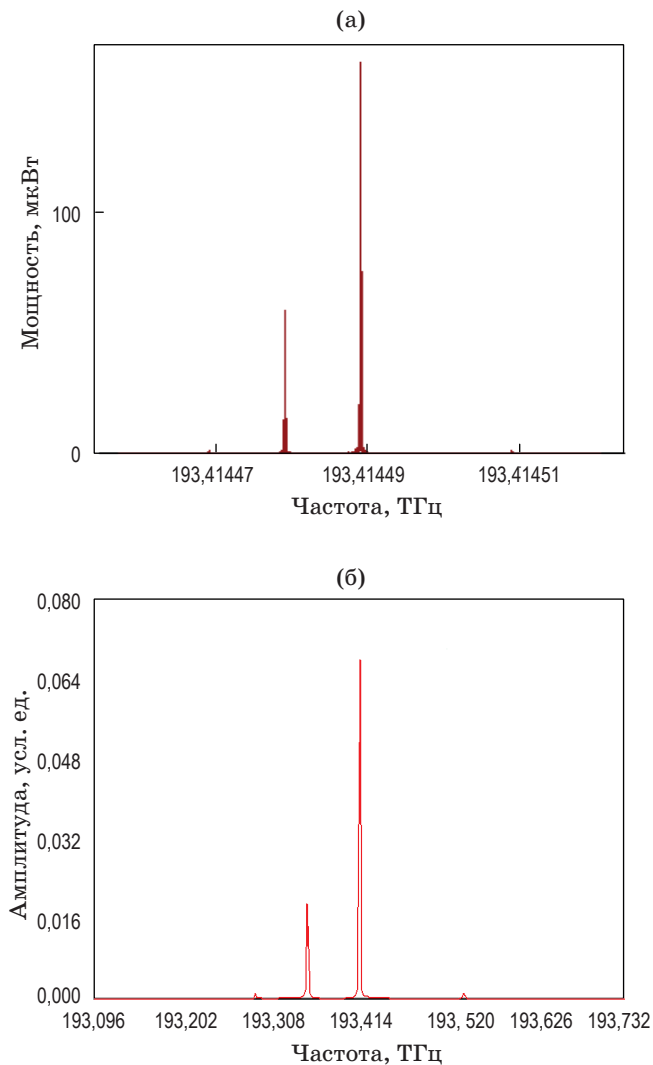 (а)
Мощность, мкВт
100
0
193,41447 193,41449 193,41451
Частота, ТГц
(б)
Амплитуда, усл. ед.
0,080
0,064
0,048
0,032
0,016
0,000
193,096 193,202 193,308 193,414 193, 520 193,626 193,732
Частота, ТГц